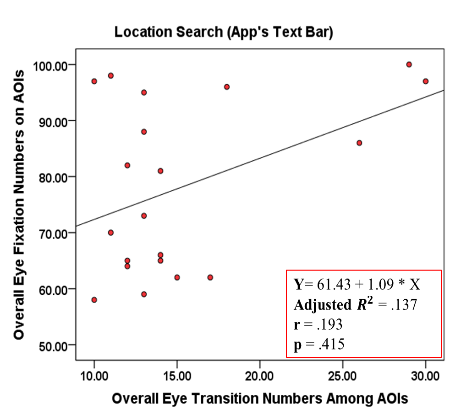 Location Search (App's Text Bar)
Overall Eye Fixation Numbers on AOIs
100.00
90.00
80.00
70.00
60.00
50.00
Y= 61.43 + 1.09 * X
Adjusted R² = .137
r = .193
p = .415
10.00 15.00 20.00 25.00 30.00
Overall Eye Transition Numbers Among AOIs